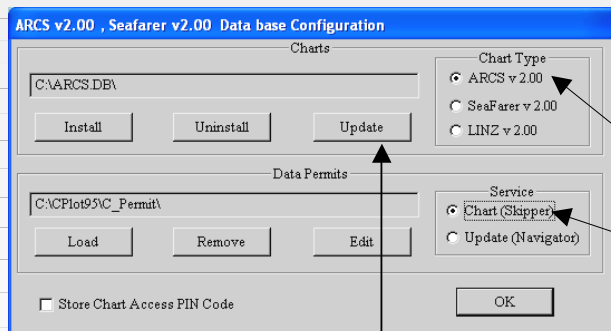 ARCS v2.00 , Seafarer v2.00 Data base Configuration
Charts
C:\ARCS.DB\
Install Uninstall Update
Chart Type
ARCS v 2.00
SeaFarer v 2.00
LINZ v 2.00
Data Permits
C:\CPlot95\C_Permit\
Load Remove Edit
Service
Chart (Skipper)
Update (Navigator)
Store Chart Access PIN Code
OK